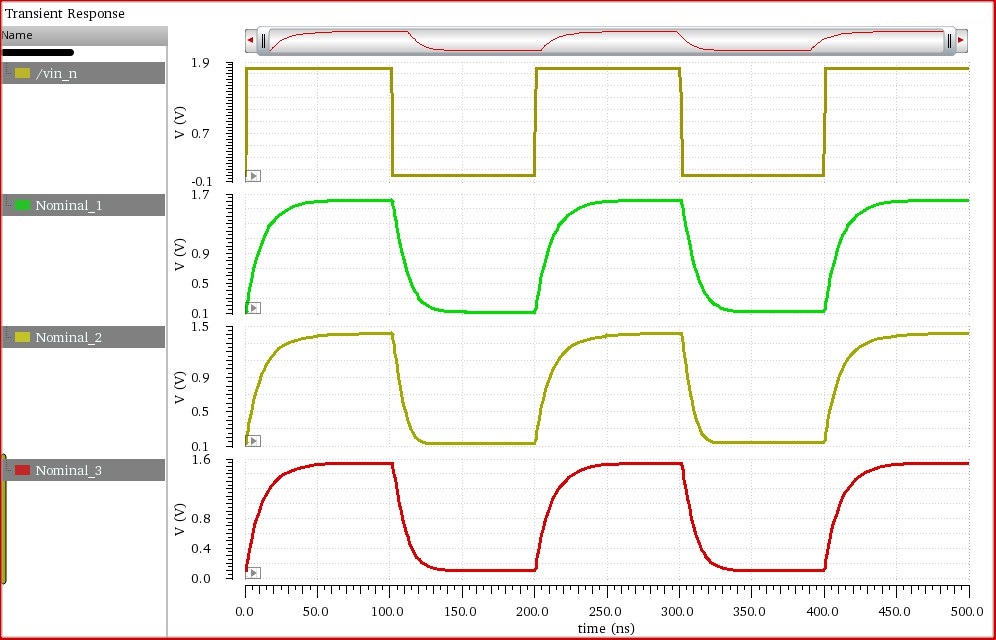 Transient Response
Name
/vin_n
1.9
0.7
-0.1
V (V)
Nominal_1
1.7
0.9
0.5
0.1
V (V)
Nominal_2
1.5
0.9
0.5
0.1
V (V)
Nominal_3
1.6
0.8
0.4
0.0
V (V)
0.0 50.0 100.0 150.0 200.0 250.0 300.0 350.0 400.0 450.0 500.0
time (ns)